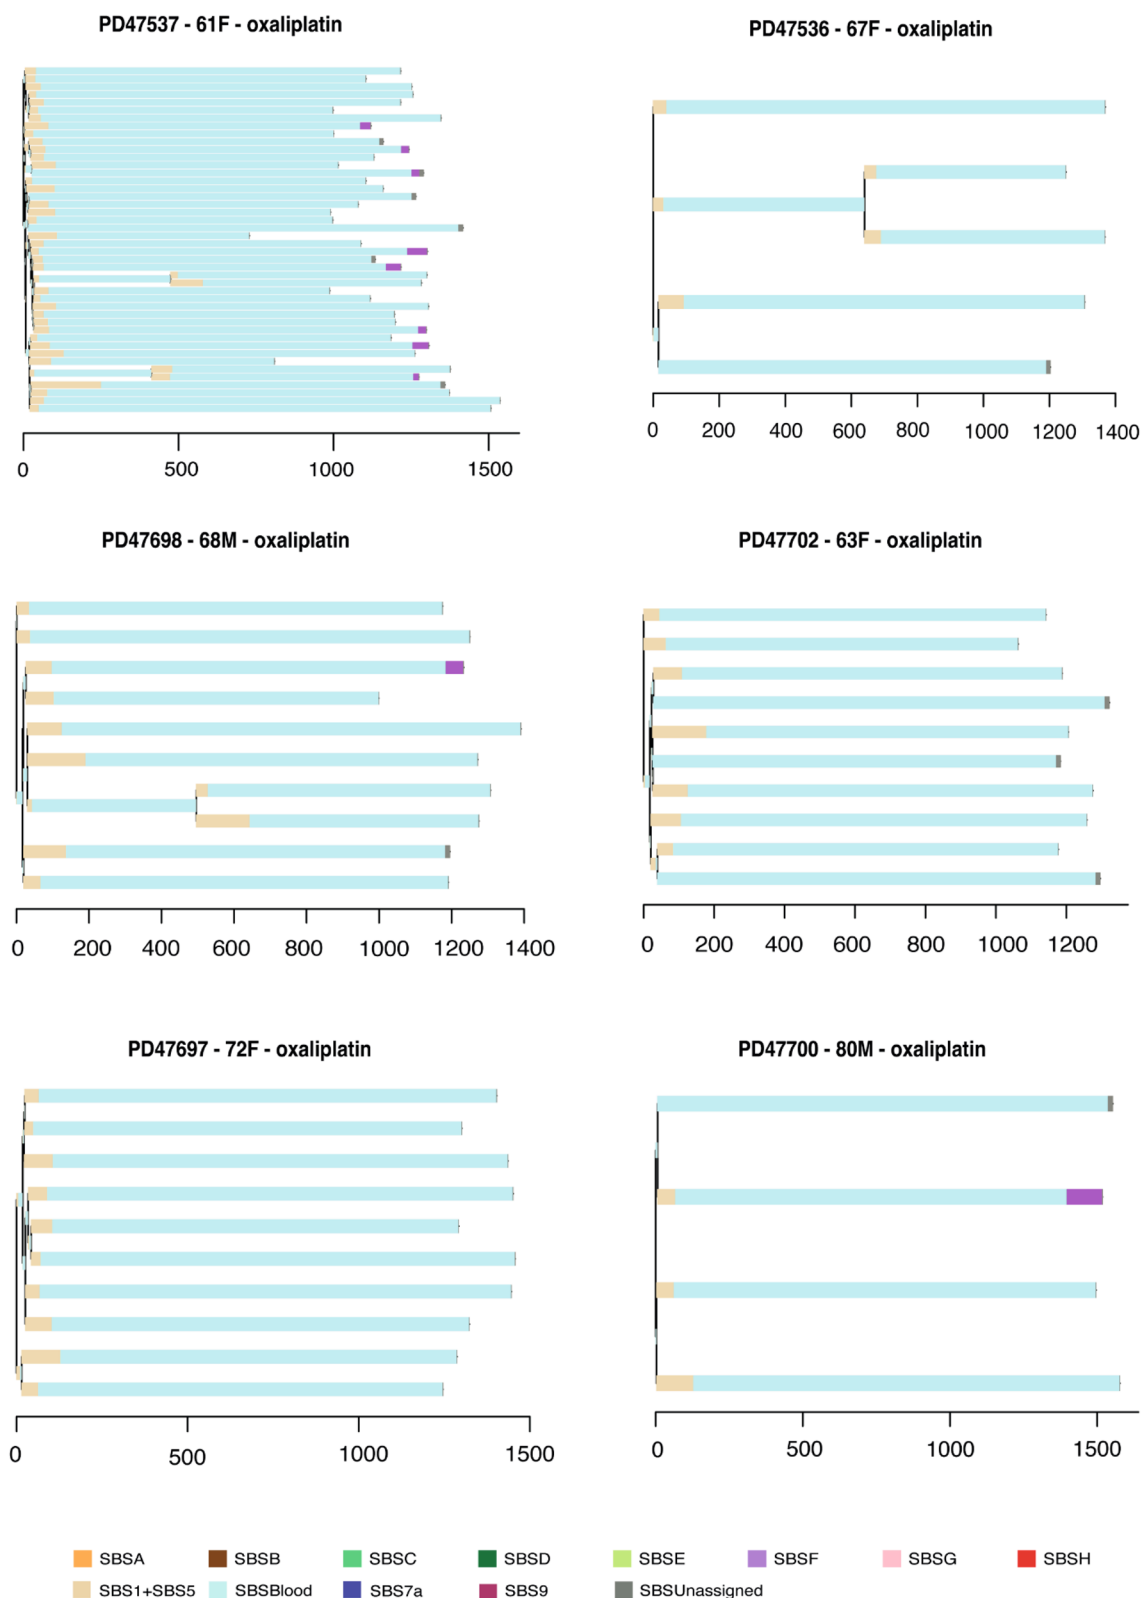 PD47537 - 61F - oxaliplatin
0 500 1000 1500
PD47536 - 67F - oxaliplatin
0 200 400 600 800 1000 1200 1400
PD47698 - 68M - oxaliplatin
0 200 400 600 800 1000 1200 1400
PD47702 - 63F - oxaliplatin
0 200 400 600 800 1000 1200
PD47697 - 72F - oxaliplatin
0 500 1000 1500
PD47700 - 80M - oxaliplatin
0 500 1000 1500
SBSA SBSB SBSC SBSD SBSE SBSF SBSG SBSH
SBS1+SBS5 SBSBlood SBS7a SBS9 SBSUnassigned